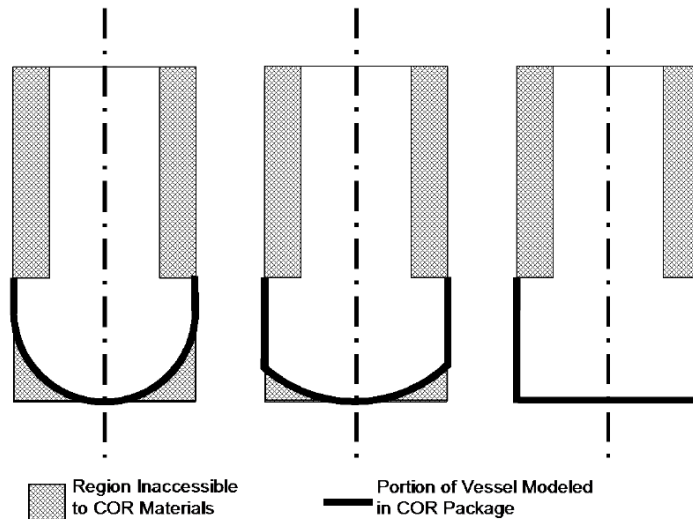 Region Inaccessible
to COR Materials
Portion of Vessel Modeled
in COR Package